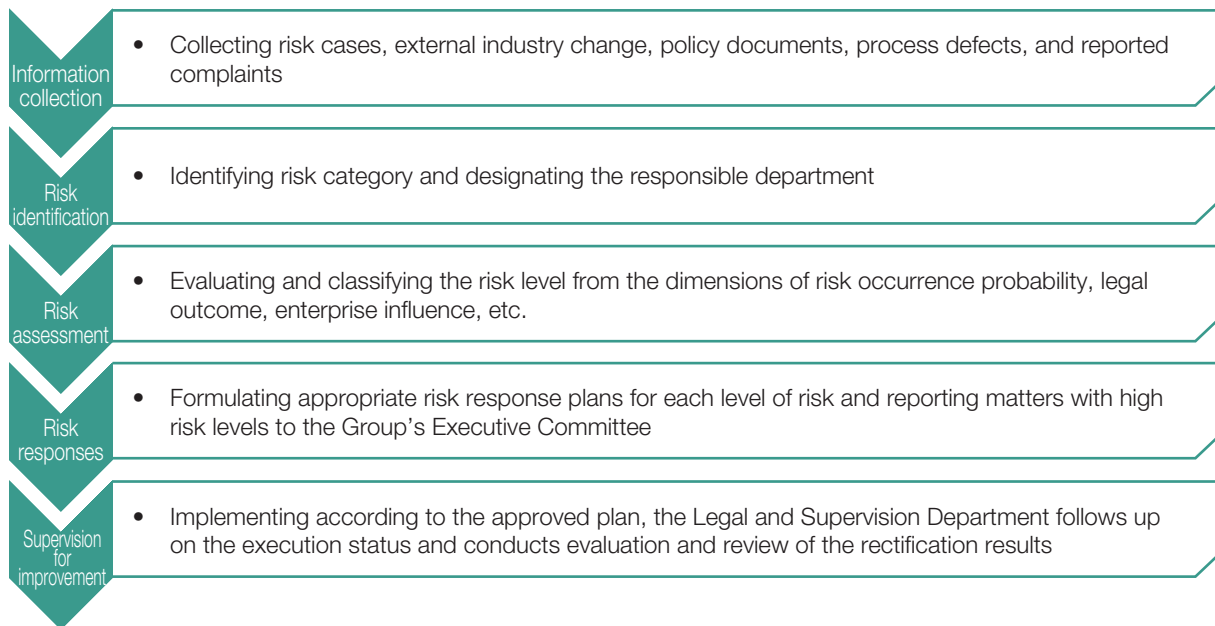 Information
collection
• Collecting risk cases, external industry change, policy documents, process defects, and reported
complaints
Risk
identification
• Identifying risk category and designating the responsible department
Risk
assessment
• Evaluating and classifying the risk level from the dimensions of risk occurrence probability, legal
outcome, enterprise influence, etc.
Risk
responses
• Formulating appropriate risk response plans for each level of risk and reporting matters with high
risk levels to the Group’s Executive Committee
Supervision
for
improvement
• Implementing according to the approved plan, the Legal and Supervision Department follows up
on the execution status and conducts evaluation and review of the rectification results